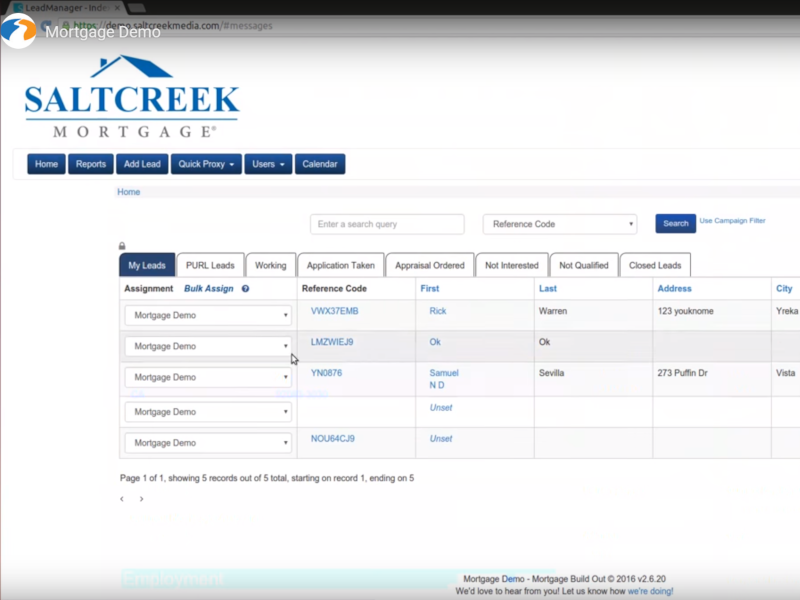 LeadManager - Index
https://demo.saltcreekmedia.com/#messages
Mortgage Demo
SALTCREEK
MORTGAGE®
Home Reports Add Lead Quick Proxy Users Calendar
Home
Enter a search query Reference Code Search Use Campaign Filter
My Leads PURL Leads Working Application Taken Appraisal Ordered Not Interested Not Qualified Closed Leads
Assignment Bulk Assign Reference Code First Last Address City
Mortgage Demo VWX37EMB Rick Warren 123 youknome Yreka
Mortgage Demo LMZWIEJ9 Ok Ok
Mortgage Demo YN0876 Samuel Sevilla 273 Puffin Dr Vista
N D
Mortgage Demo Unset
Mortgage Demo NOU64CJ9 Unset
Page 1 of 1, showing 5 records out of 5 total, starting on record 1, ending on 5
< >
Employment
Mortgage Demo - Mortgage Build Out © 2016 v2.6.20
We'd love to hear from you! Let us know how we're doing!